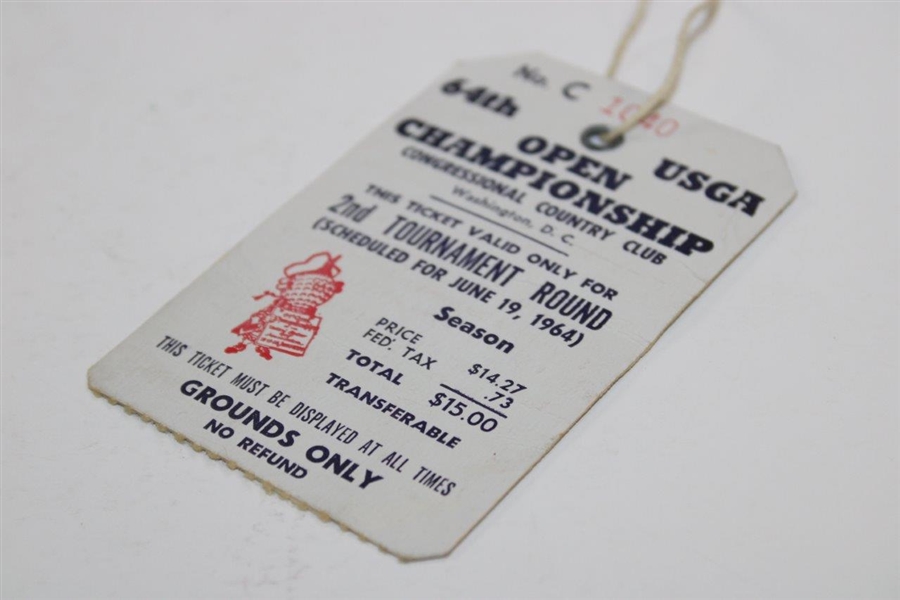 No. C 1040
64th USGA
OPEN
CHAMPIONSHIP
CONGRESSIONAL COUNTRY CLUB
Washington, D. C.
THIS TICKET VALID ONLY FOR
2nd TOURNAMENT ROUND
(SCHEDULED FOR JUNE 19, 1964)
Season
PRICE $14.27
FED. TAX .73
TOTAL $15.00
TRANSFERABLE
THIS TICKET MUST BE DISPLAYED AT ALL TIMES
GROUNDS ONLY
NO REFUND